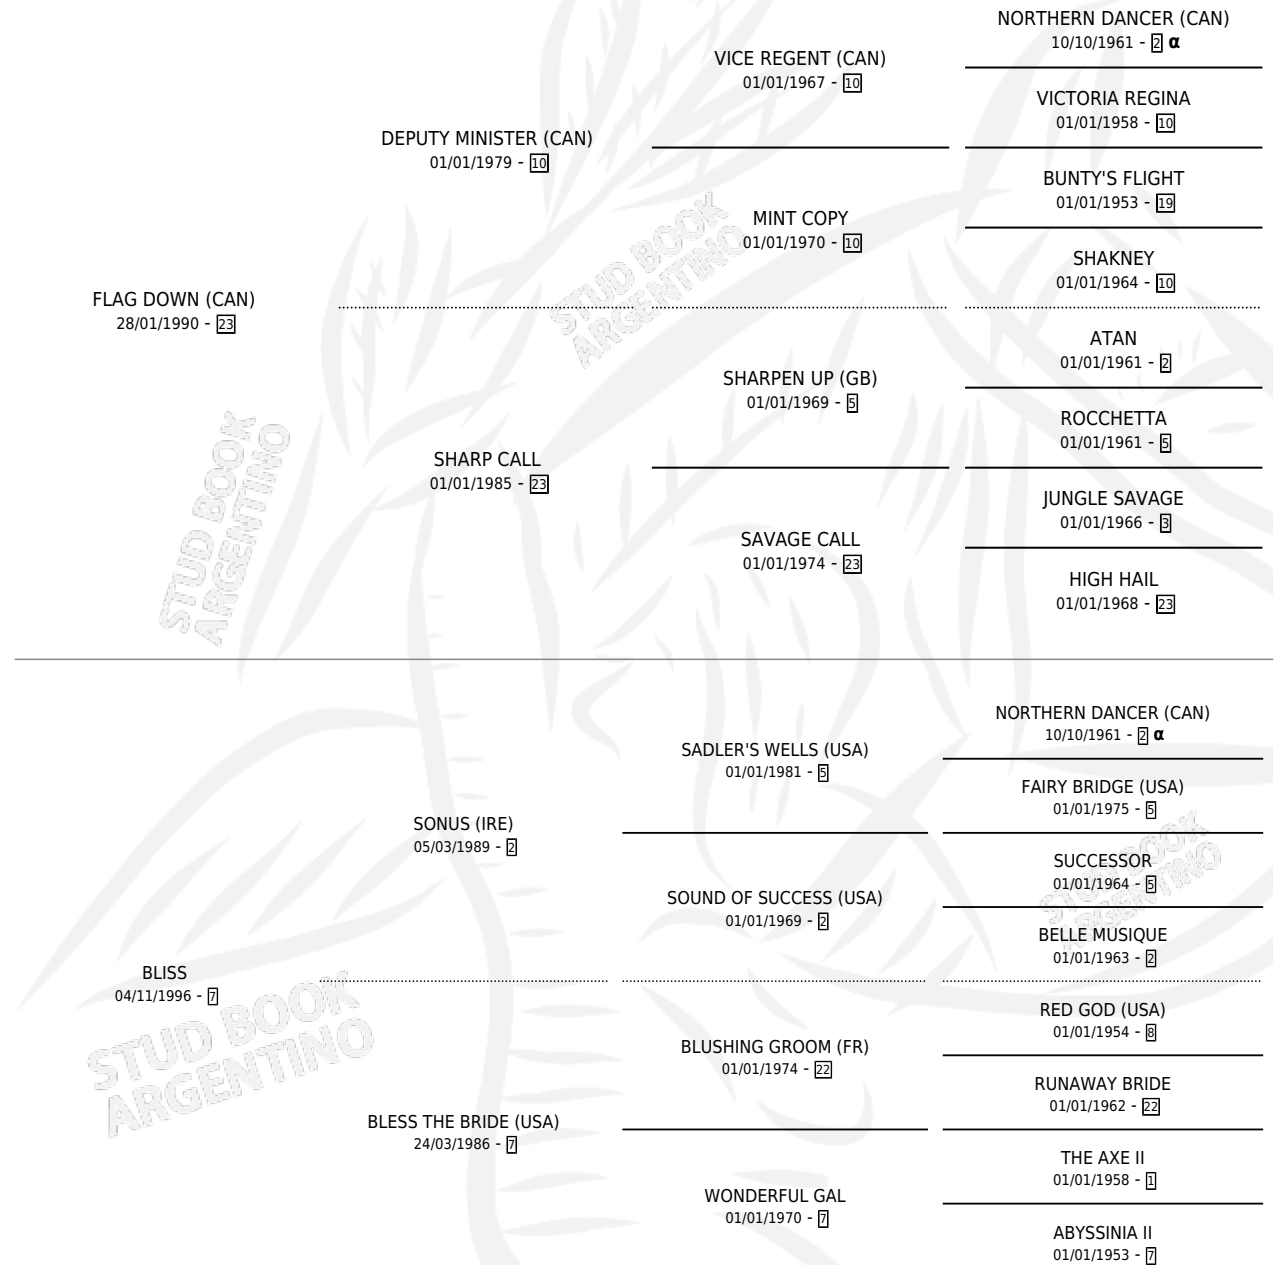 NORTHERN DANCER (CAN)
10/10/1961 - 2 α
VICE REGENT (CAN)
01/01/1967 - 10
VICTORIA REGINA
01/01/1958 - 10
DEPUTY MINISTER (CAN)
01/01/1979 - 10
BUNTY'S FLIGHT
01/01/1953 - 19
MINT COPY
01/01/1970 - 10
SHAKNEY
01/01/1964 - 10
FLAG DOWN (CAN)
28/01/1990 - 23
ATAN
01/01/1961 - 2
SHARPEN UP (GB)
01/01/1969 - 5
ROCCHETTA
01/01/1961 - 5
SHARP CALL
01/01/1985 - 23
JUNGLE SAVAGE
01/01/1966 - 3
SAVAGE CALL
01/01/1974 - 23
HIGH HAIL
01/01/1968 - 23
NORTHERN DANCER (CAN)
10/10/1961 - 2 α
SADLER'S WELLS (USA)
01/01/1981 - 5
FAIRY BRIDGE (USA)
01/01/1975 - 5
SONUS (IRE)
05/03/1989 - 2
SUCCESSOR
01/01/1964 - 5
SOUND OF SUCCESS (USA)
01/01/1969 - 2
BELLE MUSIQUE
01/01/1963 - 2
BLISS
04/11/1996 - 7
RED GOD (USA)
01/01/1954 - 8
BLUSHING GROOM (FR)
01/01/1974 - 22
RUNAWAY BRIDE
01/01/1962 - 22
BLESS THE BRIDE (USA)
24/03/1986 - 7
THE AXE II
01/01/1958 - 1
WONDERFUL GAL
01/01/1970 - 7
ABYSSINIA II
01/01/1953 - 7
STUD BOOK
ARGENTINO
STUD BOOK
ARGENTINO
STUD BOOK
ARGENTINO
STUD BOOK
ARGENTINO